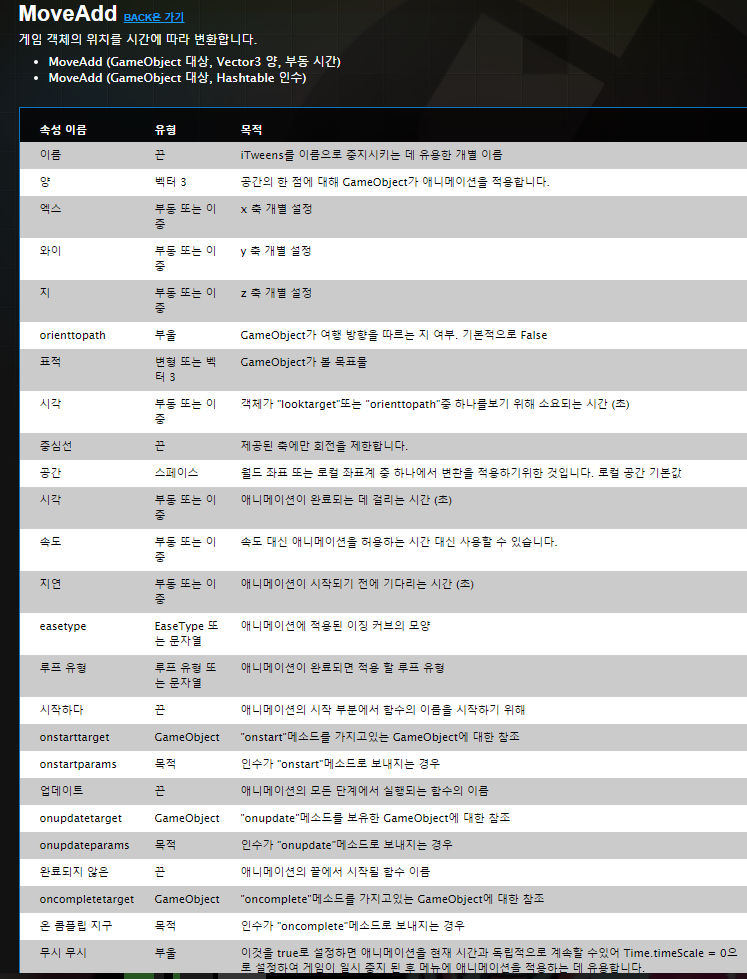 MoveAdd BACK은 가기
게임 객체의 위치를 시간에 따라 변환합니다.
• MoveAdd (GameObject 대상, Vector3 양, 부동 시간)
• MoveAdd (GameObject 대상, Hashtable 인수)
속성 이름 유형 목적
이름 끈 iTweens를 이름으로 중지시키는 데 유용한 개별 이름
양 벡터 3 공간의 한 점에 대해 GameObject가 애니메이션을 적용합니다.
엑스 부동 또는 이 x 축 개별 설정
중
와이 부동 또는 이 y 축 개별 설정
중
지 부동 또는 이 z 축 개별 설정
중
orienttopath 부울 GameObject가 여행 방향을 따르는 지 여부. 기본적으로 False
표적 변형 또는 벡 GameObject가 볼 목표물
터 3
시각 부동 또는 이 객체가 "looktarget"또는 "orienttopath"중 하나를보기 위해 소요되는 시간 (초)
중
중심선 끈 제공된 축에만 회전을 제한합니다.
공간 스페이스 월드 좌표 또는 로컬 좌표계 중 하나에서 변환을 적용하기위한 것입니다. 로컬 공간 기본값
시각 부동 또는 이 애니메이션이 완료되는 데 걸리는 시간 (초)
중
속도 부동 또는 이 속도 대신 애니메이션을 허용하는 시간 대신 사용할 수 있습니다.
중
지연 부동 또는 이 애니메이션이 시작되기 전에 기다리는 시간 (초)
중
easetype EaseType 또 애니메이션에 적용된 이징 커브의 모양
는 문자열
루프 유형 루프 유형 또 애니메이션이 완료되면 적용 할 루프 유형
는 문자열
시작하다 끈 애니메이션의 시작 부분에서 함수의 이름을 시작하기 위해
onstarttarget GameObject "onstart"메소드를 가지고있는 GameObject에 대한 참조
onstartparams 목적 인수가 "onstart"메소드로 보내지는 경우
업데이트 끈 애니메이션의 모든 단계에서 실행되는 함수의 이름
onupdatetarget GameObject "onupdate"메소드를 보유한 GameObject에 대한 참조
onupdateparams 목적 인수가 "onupdate"메소드로 보내지는 경우
완료되지 않은 끈 애니메이션의 끝에서 시작될 함수 이름
oncompletetarget GameObject "oncomplete"메소드를 가지고있는 GameObject에 대한 참조
온 콤플립 지구 목적 인수가 "oncomplete"메소드로 보내지는 경우
무시 무시 부울 이것을 true로 설정하면 애니메이션을 현재 시간과 독립적으로 계속할 수있어 Time.timeScale = 0으
로 설정하여 게임이 일시 중지 된 후 메뉴에 애니메이션을 적용하는 데 유용합니다.